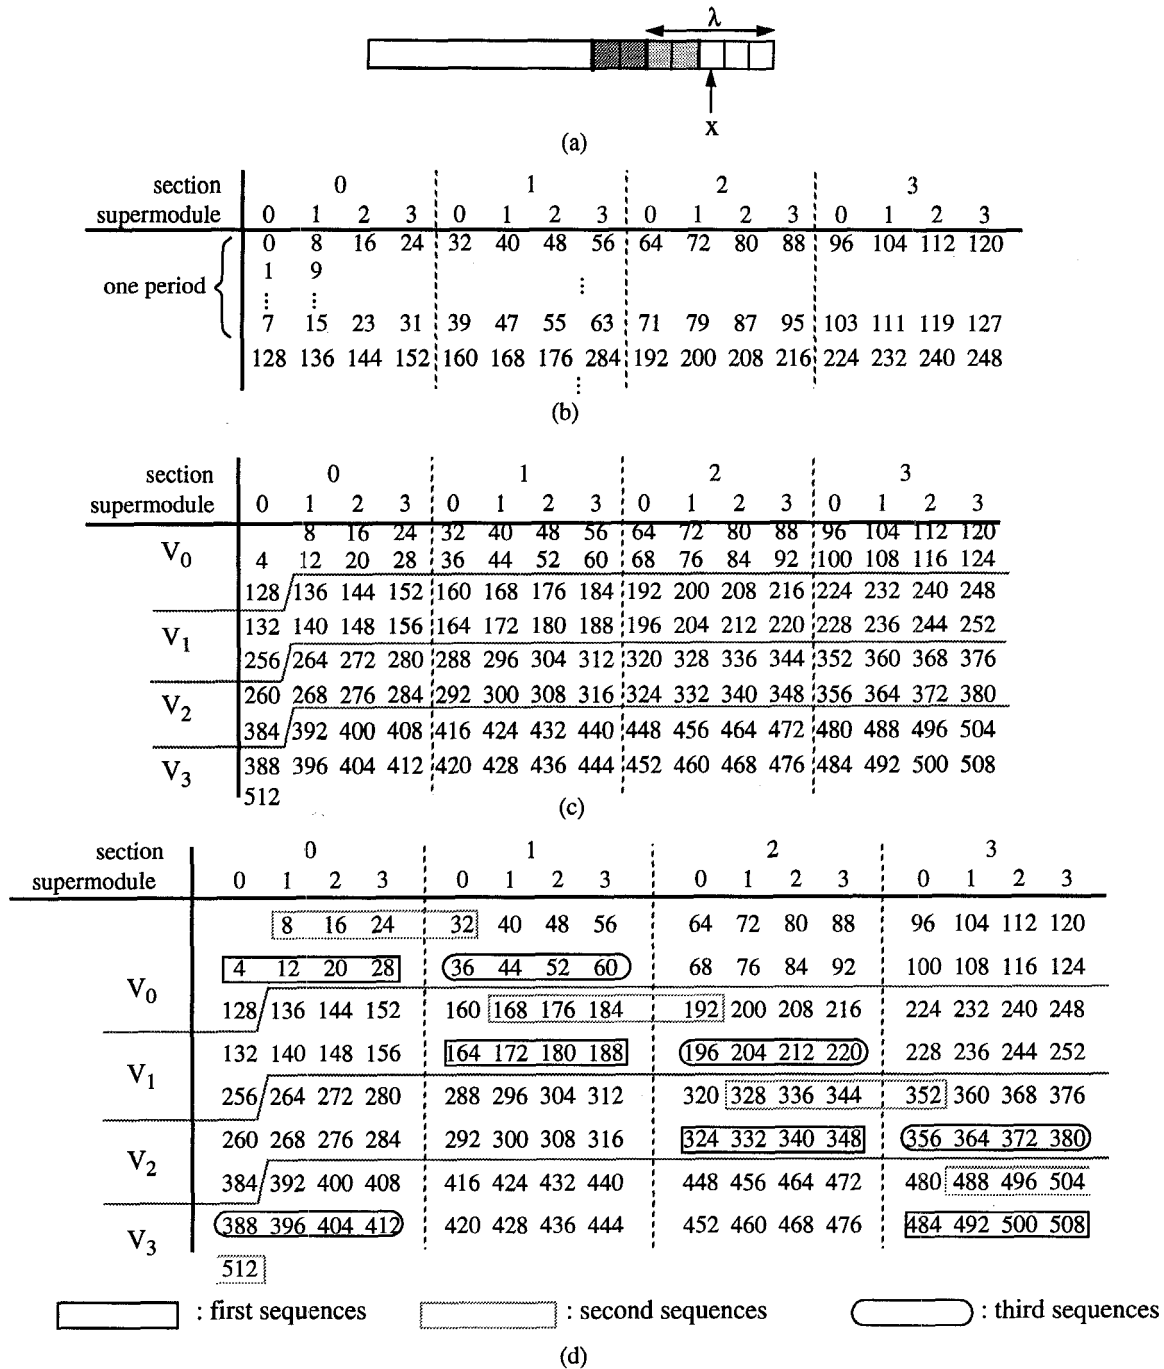 λ
x
(a)
section 0 1 2 3
supermodule 0 1 2 3 0 1 2 3 0 1 2 3 0 1 2 3
0 8 16 24 32 40 48 56 64 72 80 88 96 104 112 120
1 9
one period ⋮ ⋮ ⋮
7 15 23 31 39 47 55 63 71 79 87 95 103 111 119 127
128 136 144 152 160 168 176 284 192 200 208 216 224 232 240 248
⋮
(b)
section 0 1 2 3
supermodule 0 1 2 3 0 1 2 3 0 1 2 3 0 1 2 3
8 16 24 32 40 48 56 64 72 80 88 96 104 112 120
V0 4 12 20 28 36 44 52 60 68 76 84 92 100 108 116 124
128 136 144 152 160 168 176 184 192 200 208 216 224 232 240 248
V1 132 140 148 156 164 172 180 188 196 204 212 220 228 236 244 252
256 264 272 280 288 296 304 312 320 328 336 344 352 360 368 376
V2 260 268 276 284 292 300 308 316 324 332 340 348 356 364 372 380
384 392 400 408 416 424 432 440 448 456 464 472 480 488 496 504
V3 388 396 404 412 420 428 436 444 452 460 468 476 484 492 500 508
512
(c)
section 0 1 2 3
supermodule 0 1 2 3 0 1 2 3 0 1 2 3 0 1 2 3
8 16 24 32 40 48 56 64 72 80 88 96 104 112 120
V0 4 12 20 28 36 44 52 60 68 76 84 92 100 108 116 124
128 136 144 152 160 168 176 184 192 200 208 216 224 232 240 248
V1 132 140 148 156 164 172 180 188 196 204 212 220 228 236 244 252
256 264 272 280 288 296 304 312 320 328 336 344 352 360 368 376
V2 260 268 276 284 292 300 308 316 324 332 340 348 356 364 372 380
384 392 400 408 416 424 432 440 448 456 464 472 480 488 496 504
V3 388 396 404 412 420 428 436 444 452 460 468 476 484 492 500 508
512
: first sequences : second sequences : third sequences
(d)